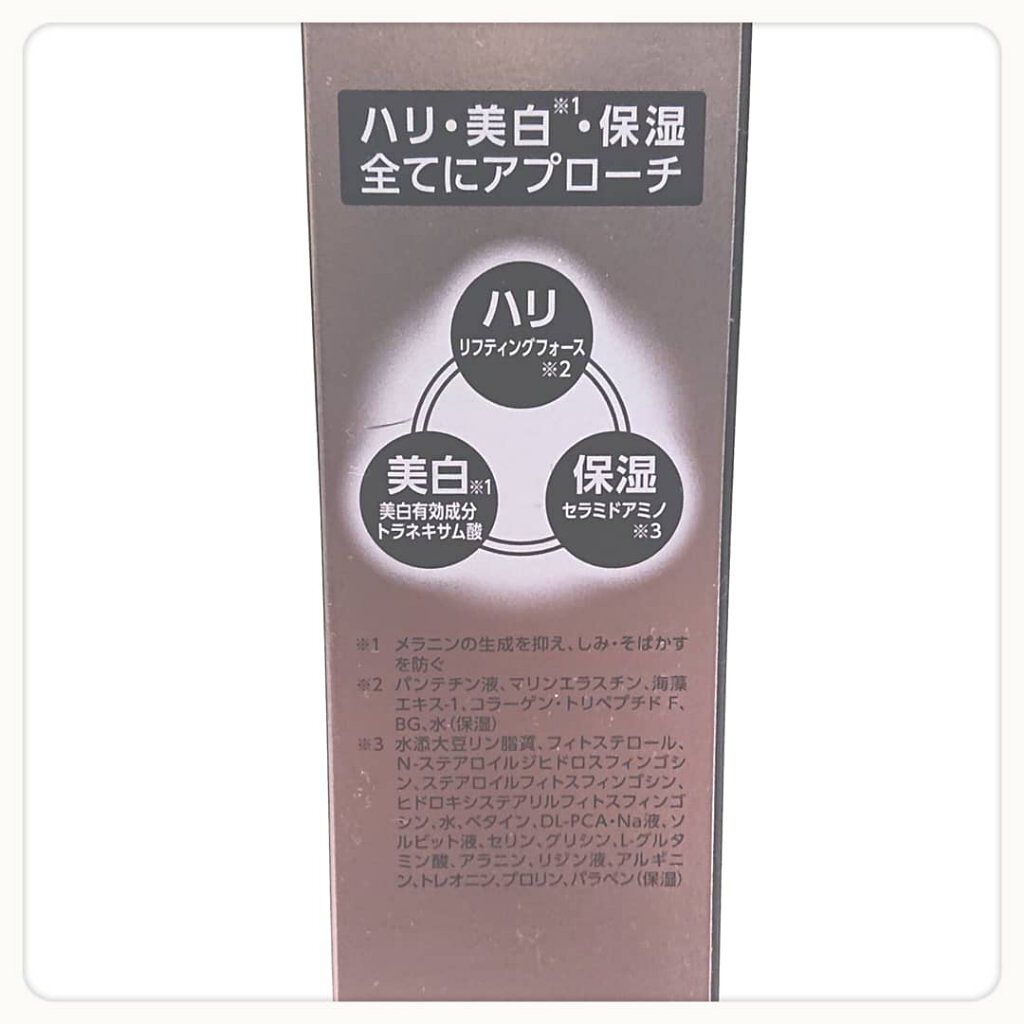 ハリ・美白※1・保湿
全てにアプローチ
ハリ
リフティングフォース
※2
美白※1
美白有効成分
トラネキサム酸
保湿
セラミドアミノ
※3
※1 メラニンの生成を抑え、しみ・そばかす
を防ぐ
※2 パンテチン液、マリンエラスチン、海藻
エキス-1、コラーゲン・トリペプチド F、
BG、水(保湿)
※3 水添大豆リン脂質、フィトステロール、
N-ステアロイルジヒドロスフィンゴシ
ン、ステアロイルフィトスフィンゴシン、
ヒドロキシステアリルフィトスフィンゴ
シン、水、ベタイン、DL-PCA・Na液、ソ
ルビット液、セリン、グリシン、L-グルタ
ミン酸、アラニン、リジン液、アルギニ
ン、トレオニン、プロリン、パラベン(保湿)